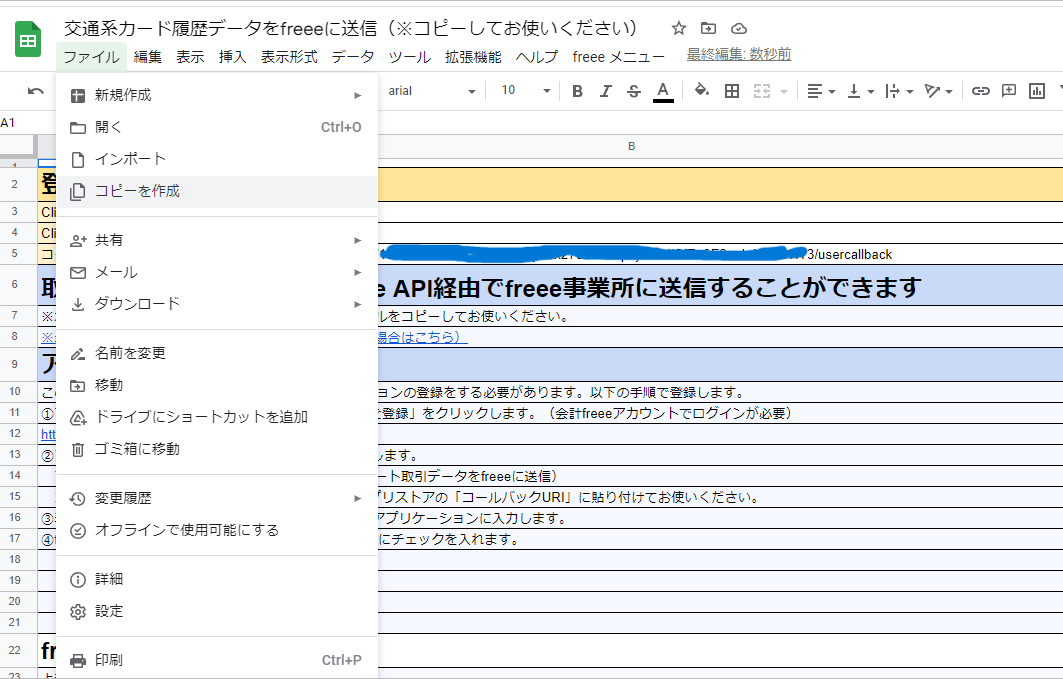 交通系カード履歴データをfreeeに送信（※コピーしてお使いください）
ファイル 編集 表示 挿入 表示形式 データ ツール 拡張機能 ヘルプ freee メニュー 最終編集: 数秒前
arial 10 B I S A
A1
B
新規作成
開く Ctrl+O
インポート
コピーを作成
共有
メール
ダウンロード
名前を変更
移動
ドライブにショートカットを追加
ゴミ箱に移動
変更履歴
オフラインで使用可能にする
詳細
設定
印刷 Ctrl+P
1
2
3 Cli
4 Cli
5 コ 3/usercallback
6 e API経由でfreee事業所に送信することができます
7 ルをコピーしてお使いください。
8 場合はこちら）
9 ア
10 こ ションの登録をする必要があります。以下の手順で登録します。
11 ① を登録」をクリックします。（会計freeeアカウントでログインが必要）
12 htt
13 ② します。
14 ート取引データをfreeeに送信）
15 プリストアの「コールバックURI」に貼り付けてお使いください。
16 ③ アプリケーションに入力します。
17 ④ にチェックを入れます。
18
19
20
21
22 fr
23